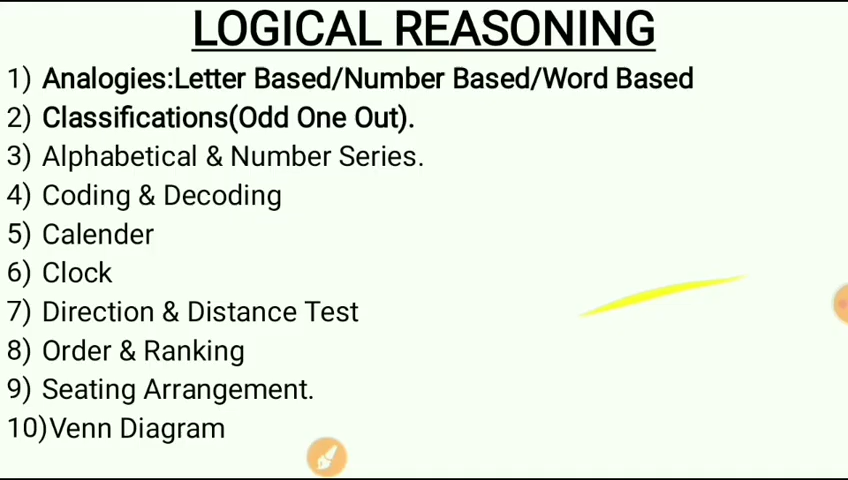 LOGICAL REASONING
1) Analogies:Letter Based/Number Based/Word Based
2) Classifications(Odd One Out).
3) Alphabetical & Number Series.
4) Coding & Decoding
5) Calender
6) Clock
7) Direction & Distance Test
8) Order & Ranking
9) Seating Arrangement.
10)Venn Diagram